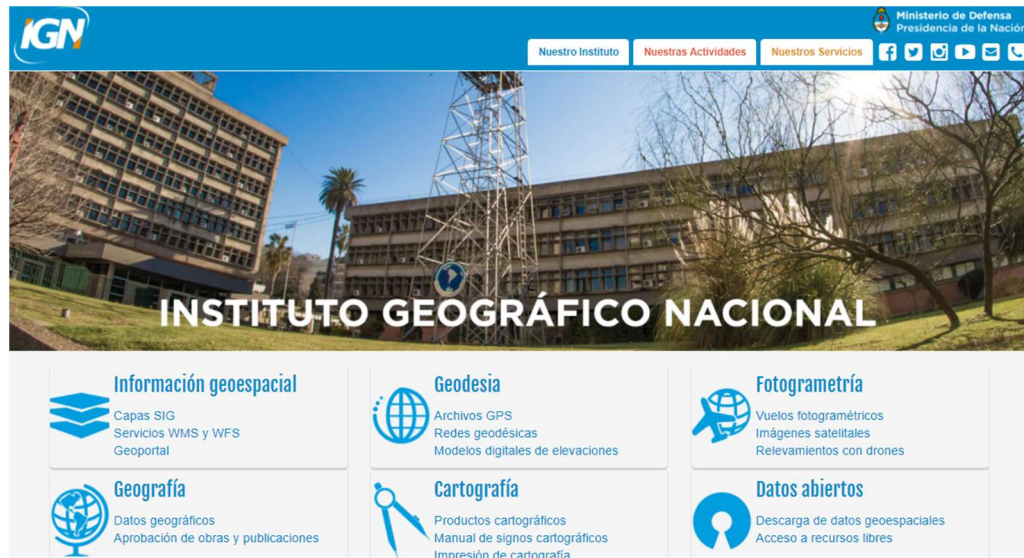 IGN
Ministerio de Defensa
Presidencia de la Nación
Nuestro Instituto
Nuestras Actividades
Nuestros Servicios
INSTITUTO GEOGRÁFICO NACIONAL
Información geoespacial
Capas SIG
Servicios WMS y WFS
Geoportal
Geodesia
Archivos GPS
Redes geodésicas
Modelos digitales de elevaciones
Fotogrametría
Vuelos fotogramétricos
Imágenes satelitales
Relevamientos con drones
Geografía
Datos geográficos
Aprobación de obras y publicaciones
Cartografía
Productos cartográficos
Manual de signos cartográficos
Impresión de cartografía
Datos abiertos
Descarga de datos geoespaciales
Acceso a recursos libres